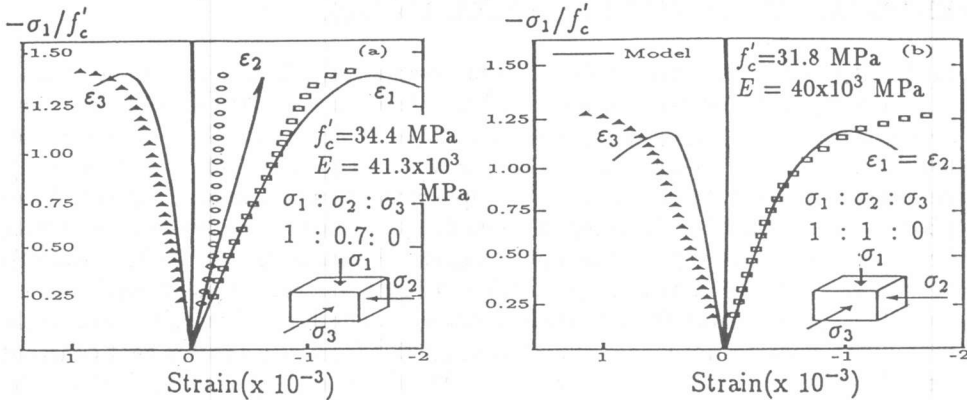 −σ₁/f'c
(a)
1.50
1.25
1.00
0.75
0.50
0.25
ε₃
ε₂
ε₁
f'c=34.4 MPa
E = 41.3x10³
MPa
σ₁ : σ₂ : σ₃
1 : 0.7: 0
σ₁
σ₂
σ₃
1
0
-1
-2
Strain(x 10⁻³)
−σ₁/f'c
Model
(b)
1.50
1.25
1.00
0.75
0.50
0.25
f'c=31.8 MPa
E = 40x10³ MPa
ε₃
ε₁ = ε₂
σ₁ : σ₂ : σ₃
1 : 1 : 0
σ₁
σ₂
σ₃
1
0
-1
-2
Strain(x 10⁻³)